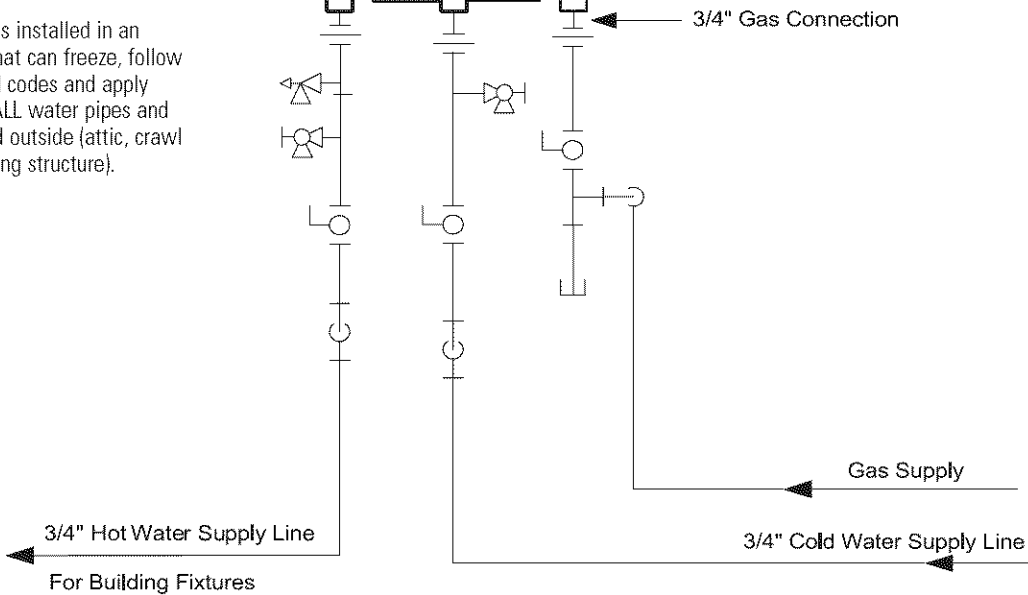 s installed in an
hat can freeze, follow
l codes and apply
ALL water pipes and
d outside (attic, crawl
ng structure).
3/4" Gas Connection
Gas Supply
3/4" Hot Water Supply Line
3/4" Cold Water Supply Line
For Building Fixtures